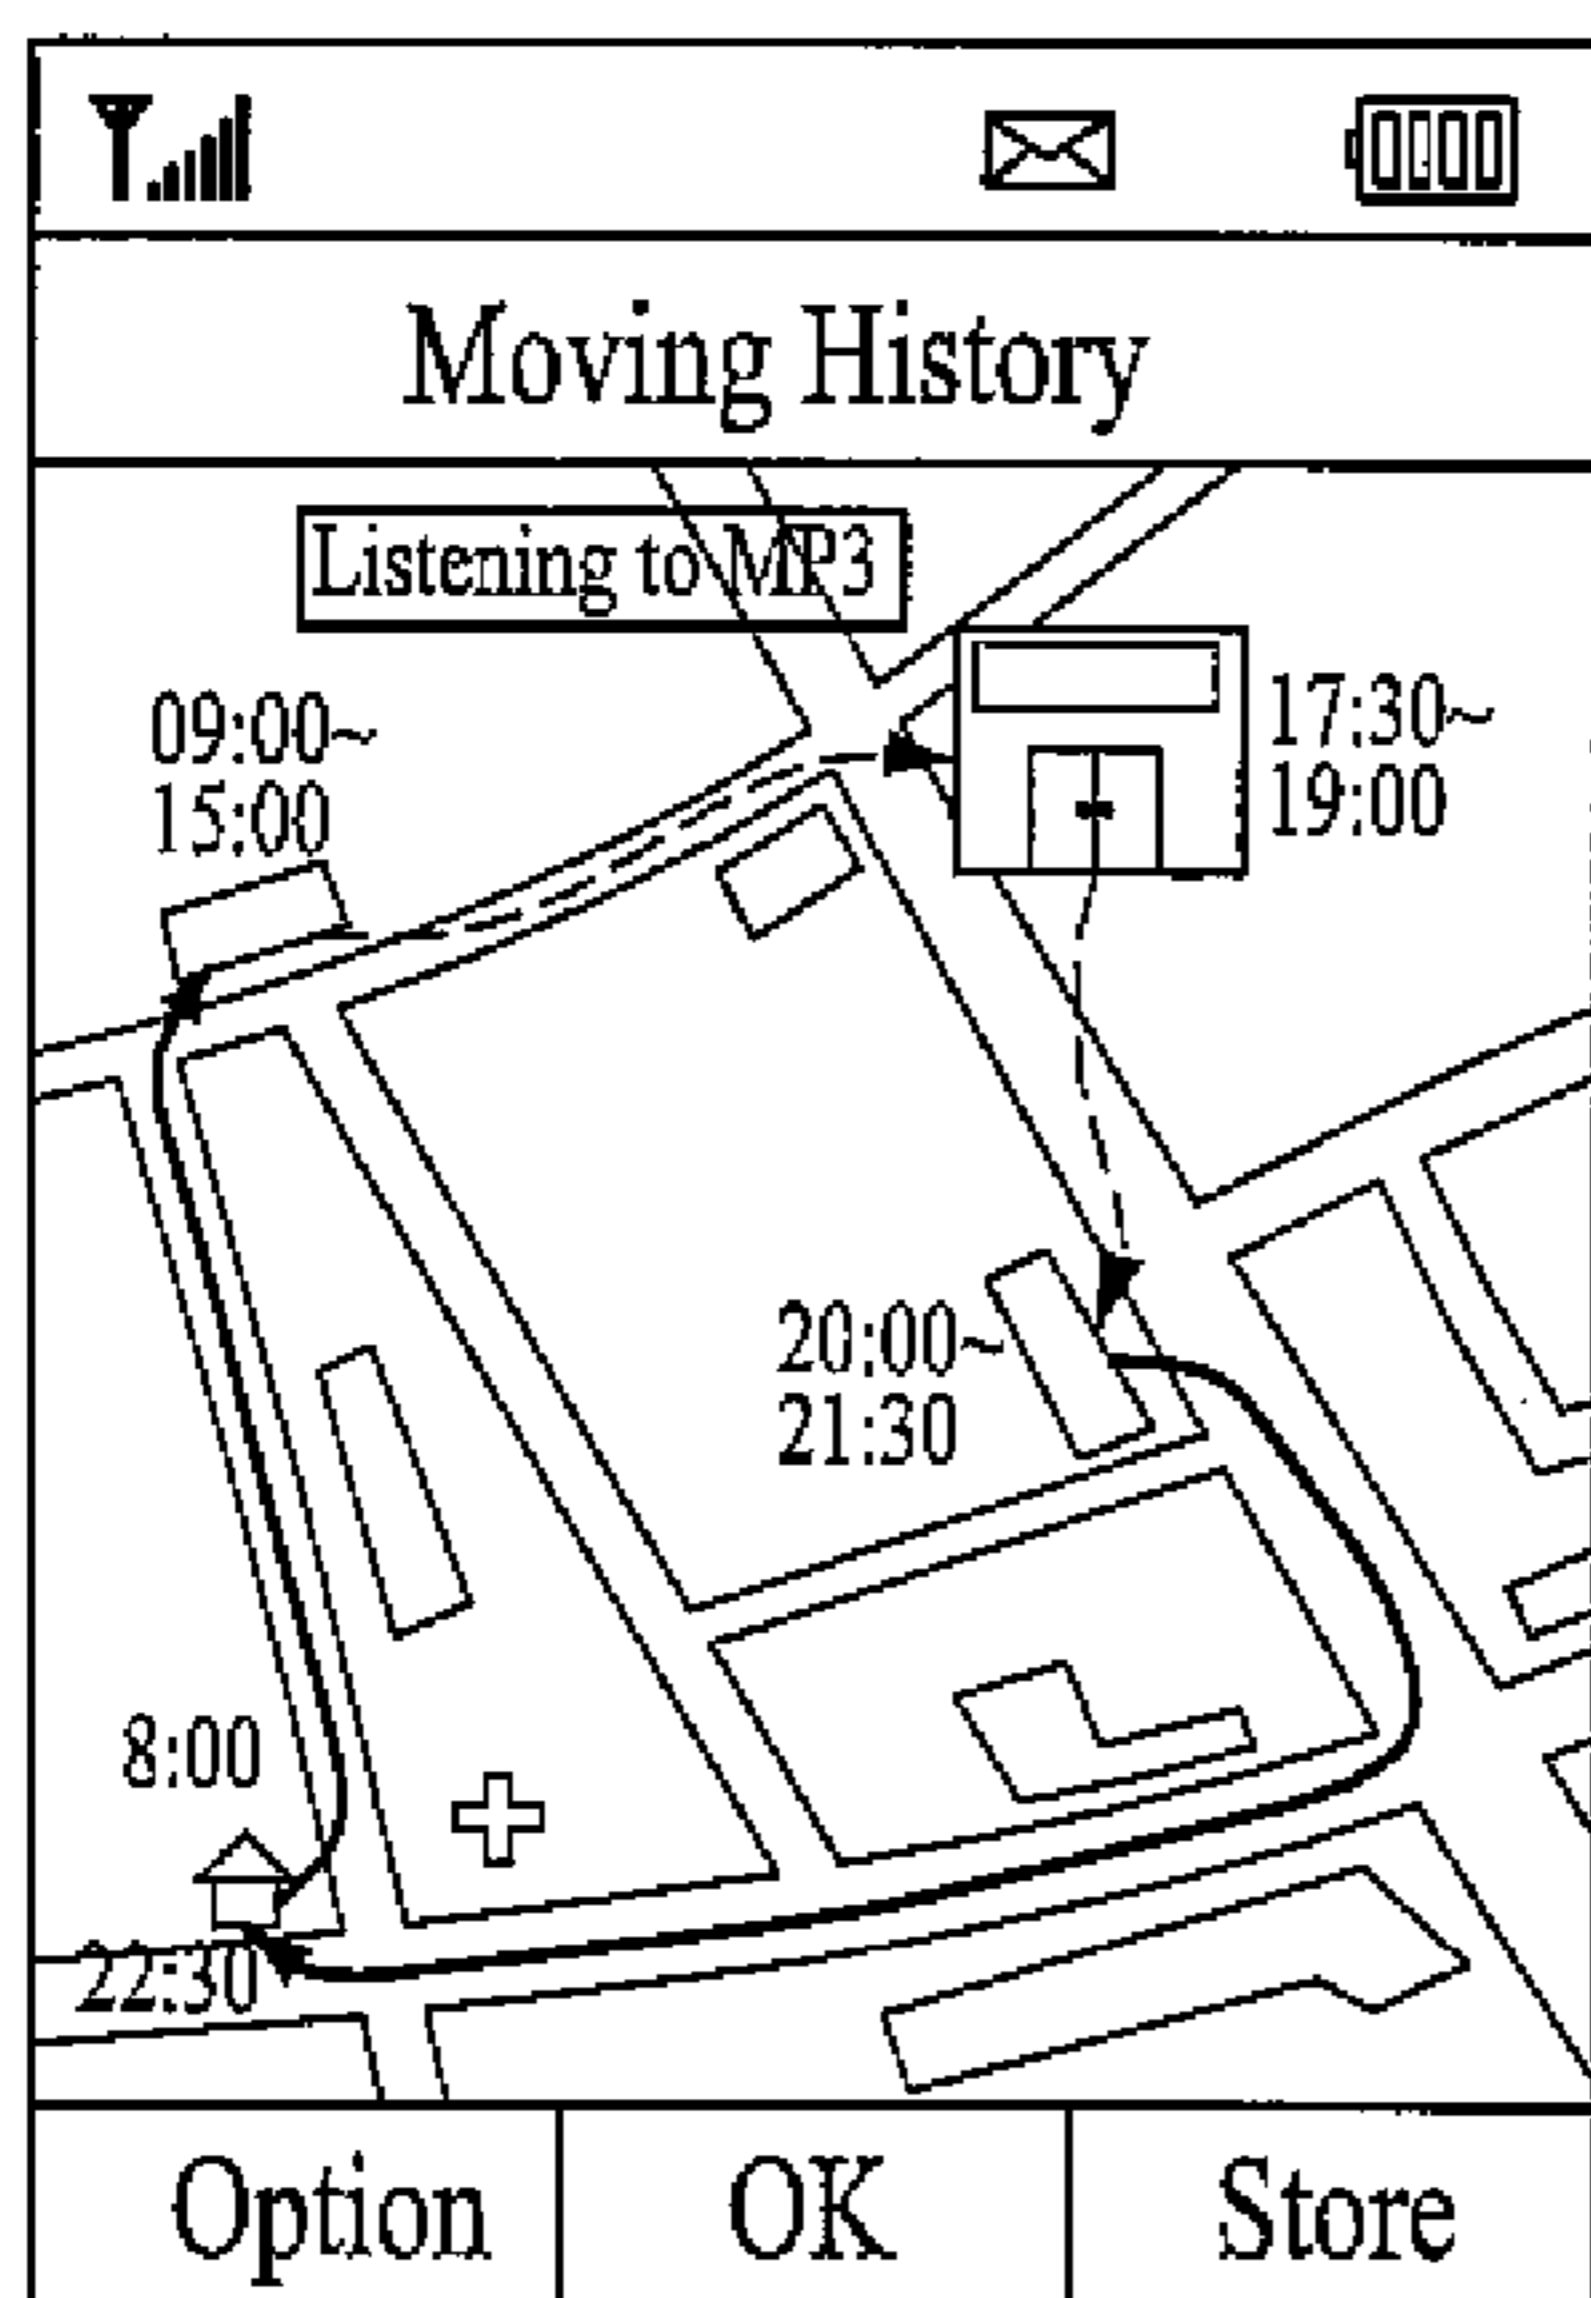 Moving History
Listening to MP3
09:00~
15:00
17:30~
19:00
20:00~
21:30
8:00
22:30
Option
OK
Store